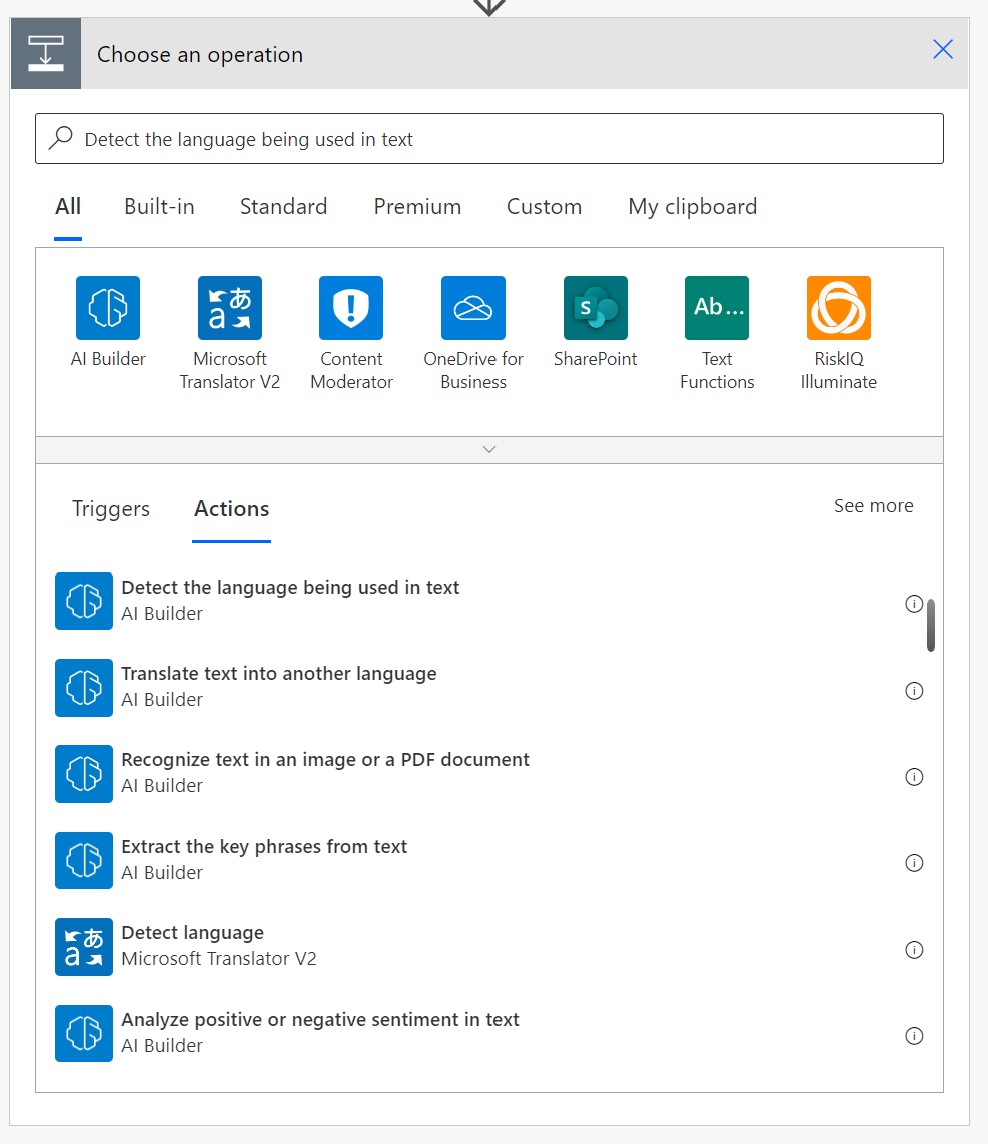 Choose an operation
Detect the language being used in text
All Built-in Standard Premium Custom My clipboard
AI Builder
Microsoft Translator V2
Content Moderator
OneDrive for Business
SharePoint
Ab...
Text Functions
RiskIQ Illuminate
Triggers Actions See more
Detect the language being used in text
AI Builder
Translate text into another language
AI Builder
Recognize text in an image or a PDF document
AI Builder
Extract the key phrases from text
AI Builder
Detect language
Microsoft Translator V2
Analyze positive or negative sentiment in text
AI Builder